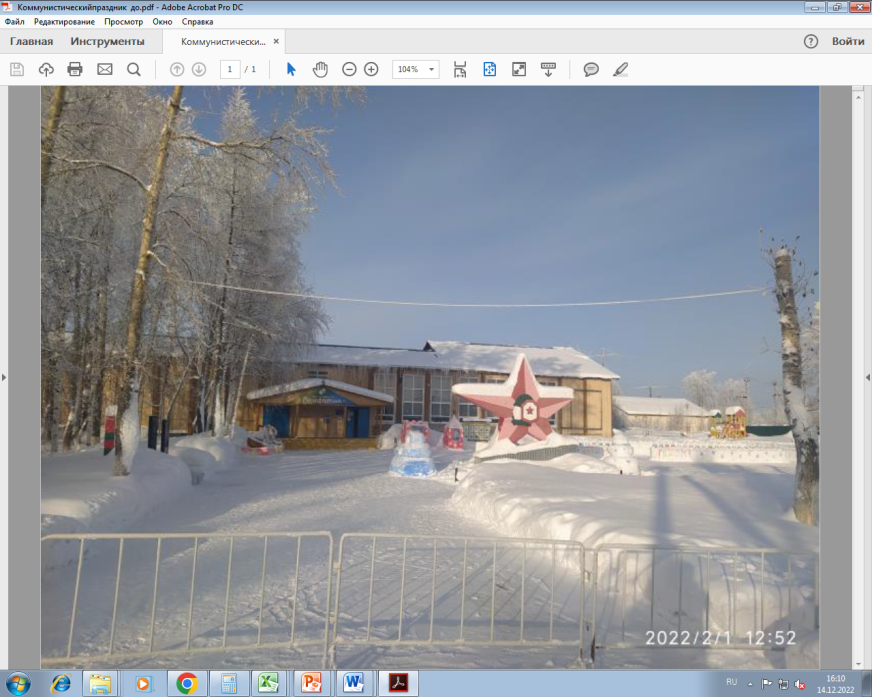 Коммунистическийпраздник до.pdf - Adobe Acrobat Pro DC
Файл Редактирование Просмотр Окно Справка
Главная Инструменты Коммунистически... × ? Войти
1 / 1 104%
2022/2/1 12:52
RU 16:10
14.12.2022